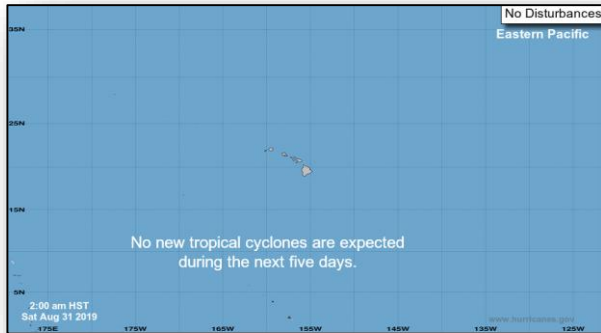 No Disturbances
35N
Eastern Pacific
25N
15N
No new tropical cyclones are expected
during the next five days.
5N
2:00 am HST
Sat Aug 31 2019
www.hurricanes.gov
175E
175W
165W
155W
145W
135W
125W